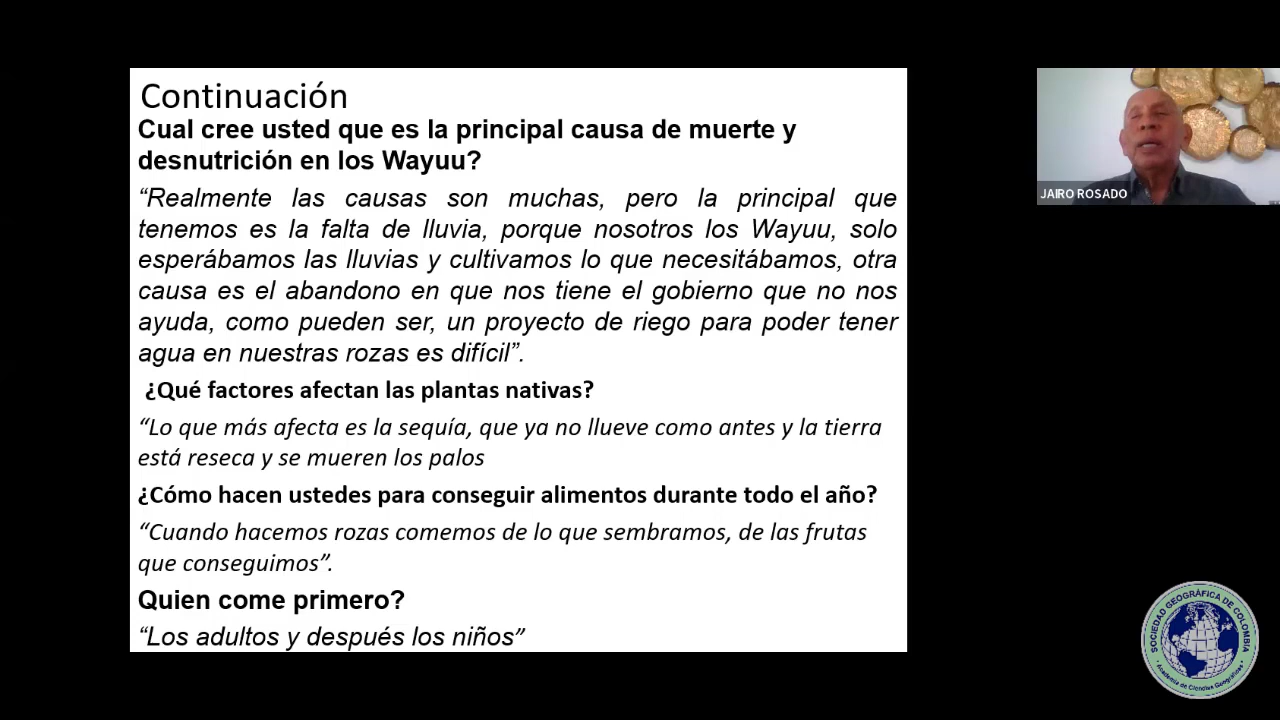 Continuación
Cual cree usted que es la principal causa de muerte y
desnutrición en los Wayuu?
“Realmente las causas son muchas, pero la principal que
tenemos es la falta de lluvia, porque nosotros los Wayuu, solo
esperábamos las lluvias y cultivamos lo que necesitábamos, otra
causa es el abandono en que nos tiene el gobierno que no nos
ayuda, como pueden ser, un proyecto de riego para poder tener
agua en nuestras rozas es difícil”.
¿Qué factores afectan las plantas nativas?
“Lo que más afecta es la sequía, que ya no llueve como antes y la tierra
está reseca y se mueren los palos
¿Cómo hacen ustedes para conseguir alimentos durante todo el año?
“Cuando hacemos rozas comemos de lo que sembramos, de las frutas
que conseguimos”.
Quien come primero?
“Los adultos y después los niños”
JAIRO ROSADO
SOCIEDAD GEOGRÁFICA DE COLOMBIA
Academia de Ciencias Geográficas